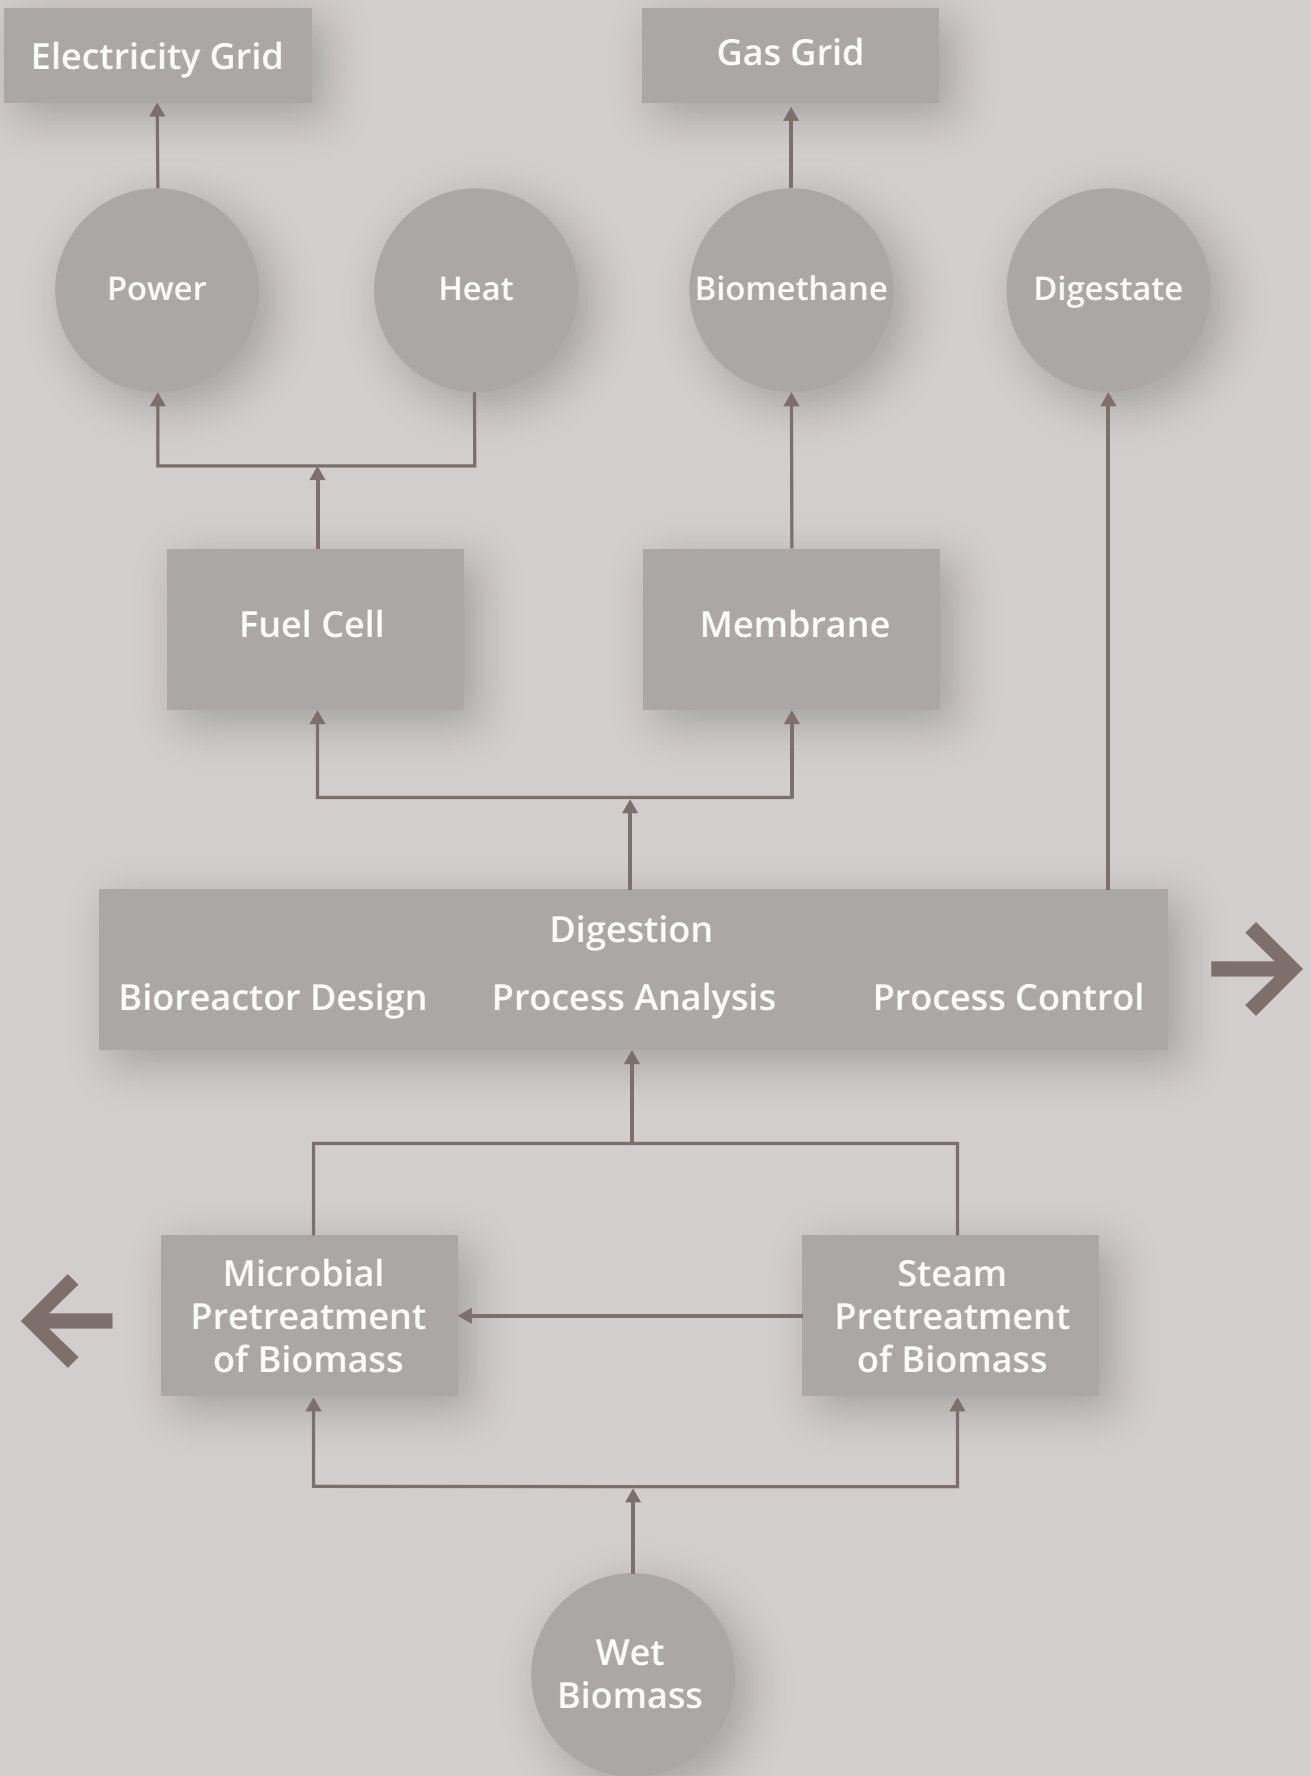 Electricity Grid
Gas Grid
Power
Heat
Biomethane
Digestate
Fuel Cell
Membrane
Digestion
Bioreactor Design
Process Analysis
Process Control
Microbial
Pretreatment
of Biomass
Steam
Pretreatment
of Biomass
Wet
Biomass